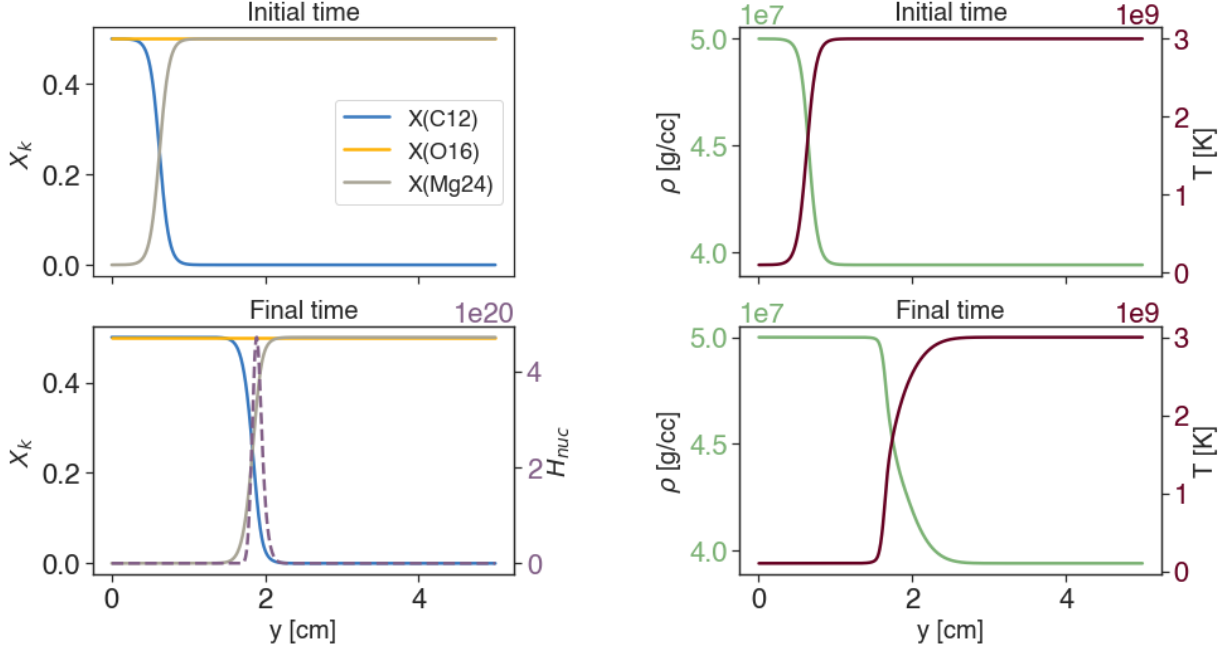 Initial time
0.4
0.2
0.0
X_k
X(C12)
X(O16)
X(Mg24)
2
4
1e7
Initial time
1e9
5.0
4.5
4.0
ρ [g/cc]
3
2
1
0
T [K]
Final time
1e20
0.4
0.2
0.0
X_k
4
2
0
H_nuc
0
2
4
y [cm]
1e7
Final time
1e9
5.0
4.5
4.0
ρ [g/cc]
3
2
1
0
T [K]
0
2
4
y [cm]